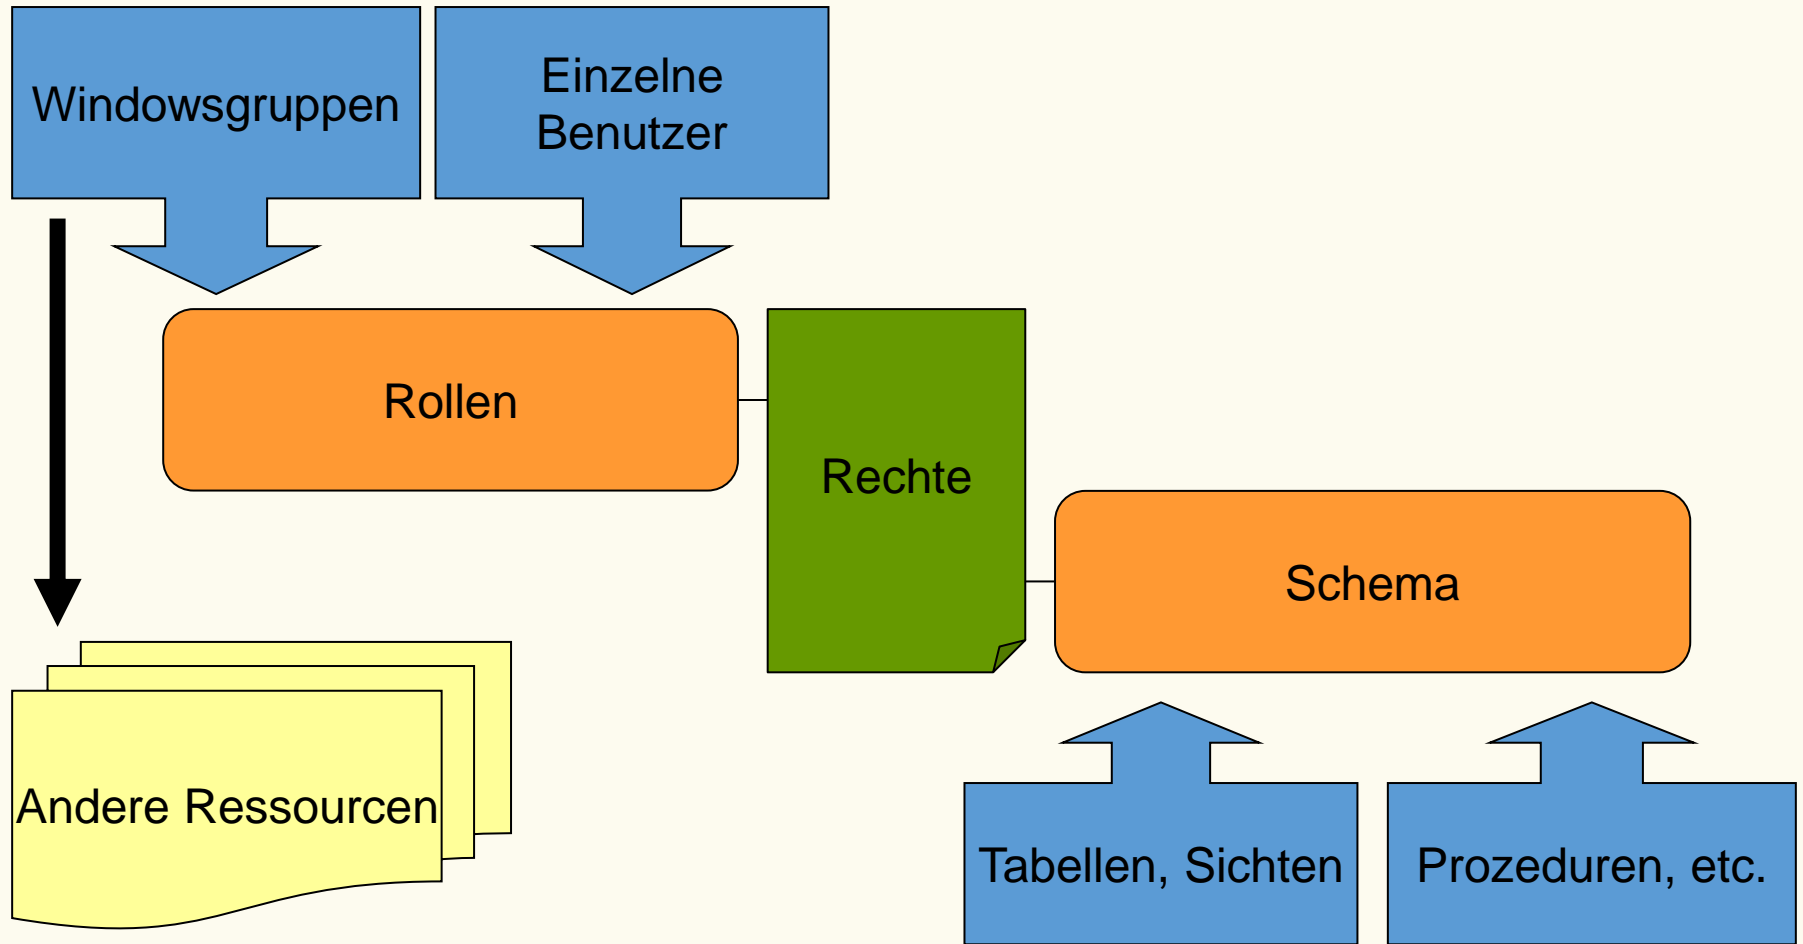 Windowsgruppen
Einzelne
Benutzer
Rollen
Rechte
Schema
Andere Ressourcen
Tabellen, Sichten
Prozeduren, etc.